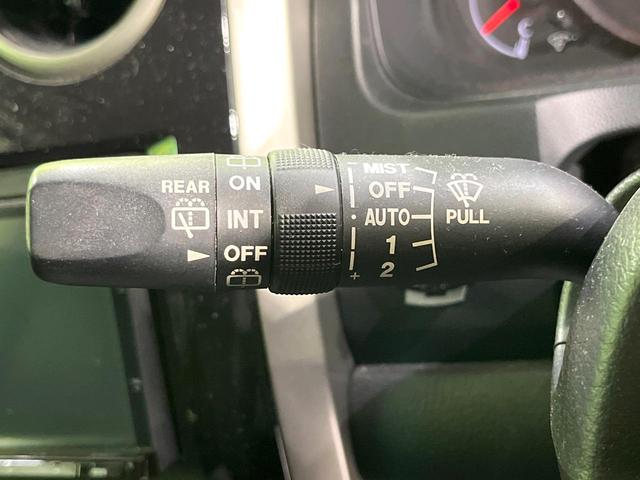 REAR
ON
INT
OFF
- MIST
OFF
AUTO
1
2
+
PULL
C